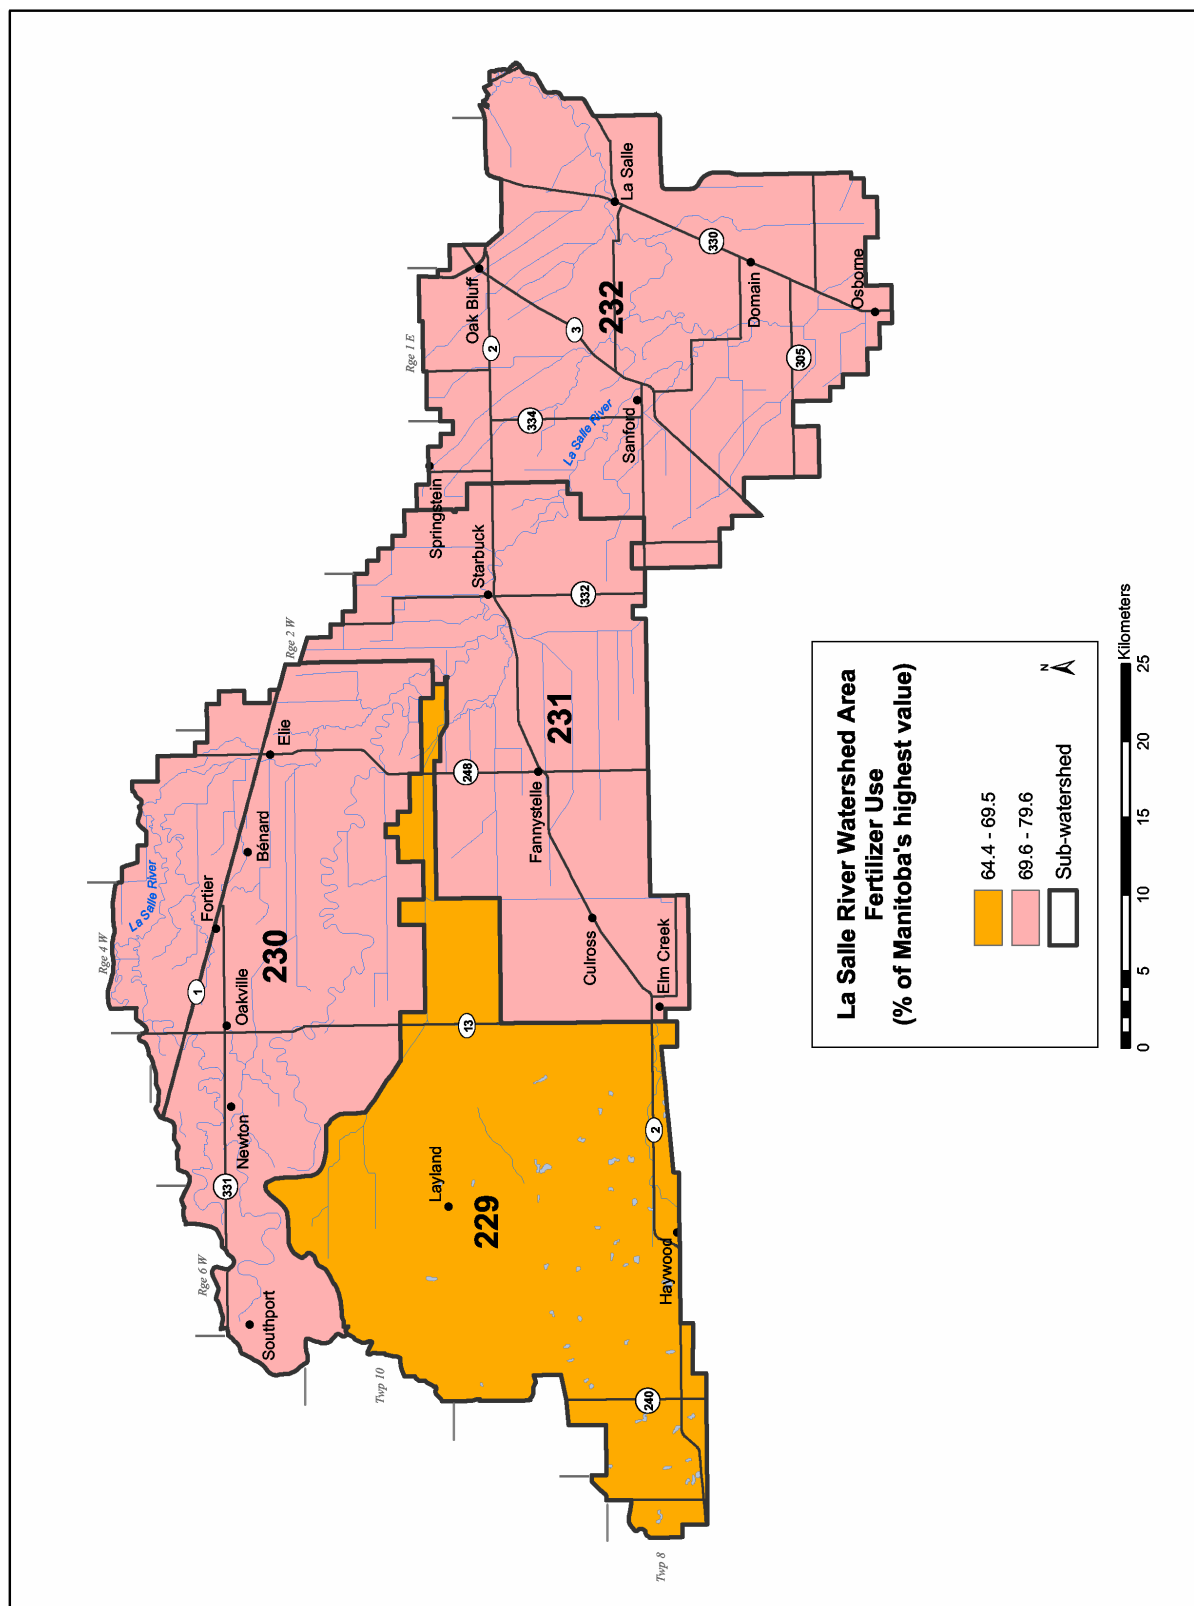 Rge 6 W
Rge 4 W
Rge 2 W
Rge 1 E
Twp 10
Twp 8
Southport
331
Newton
Oakville
1
Fortier
La Salle River
Bénard
Elie
230
229
Layland
Haywood
240
2
13
Elm Creek
Culross
Fannystelle
248
231
332
Starbuck
Springstein
334
La Salle River
Sanford
2
Oak Bluff
3
232
La Salle
330
Domain
305
Osborne
La Salle River Watershed Area
Fertilizer Use
(% of Manitoba's highest value)
64.4 - 69.5
69.6 - 79.6
Sub-watershed
N
0 5 10 15 20 25
Kilometers